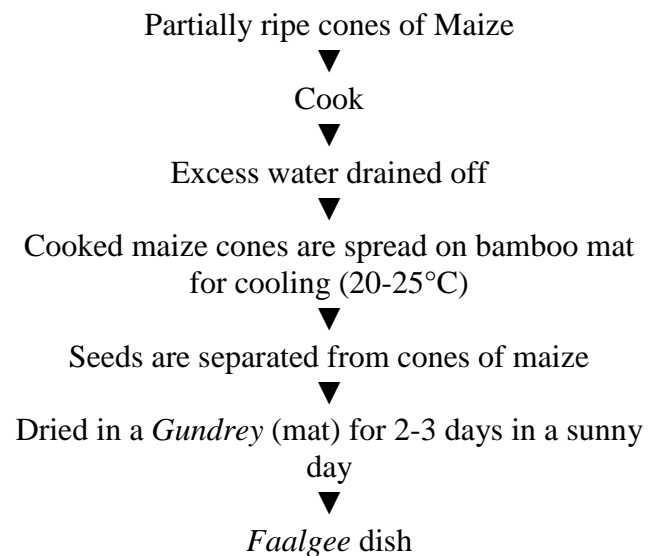 Partially ripe cones of Maize
▼
Cook
▼
Excess water drained off
▼
Cooked maize cones are spread on bamboo mat
for cooling (20-25°C)
▼
Seeds are separated from cones of maize
▼
Dried in a Gundrey (mat) for 2-3 days in a sunny
day
▼
Faalgee dish